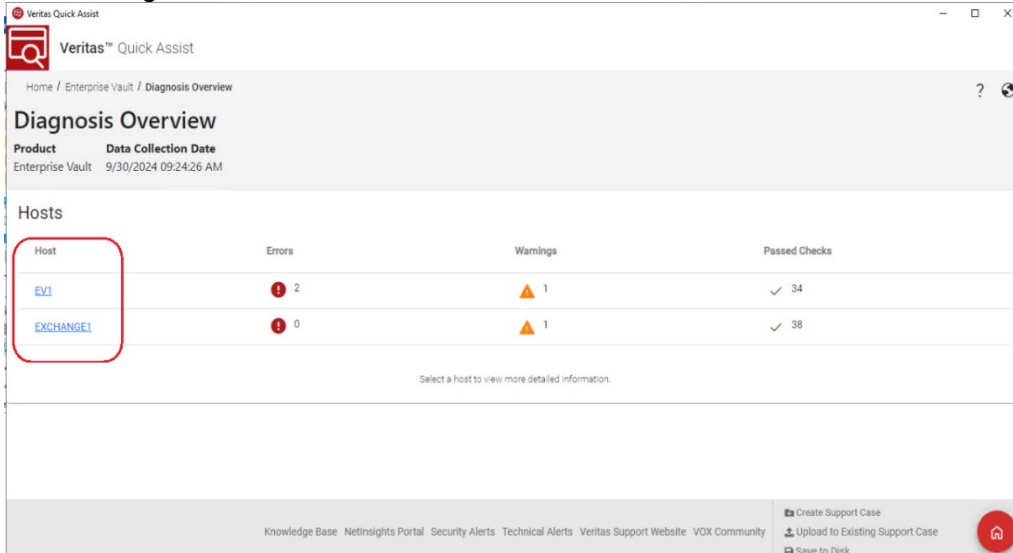 Veritas Quick Assist
Veritas™ Quick Assist
Home / Enterprise Vault / Diagnosis Overview
?
Diagnosis Overview
Product Data Collection Date
Enterprise Vault 9/30/2024 09:24:26 AM
Hosts
Host Errors Warnings Passed Checks
EV1 2 1 34
EXCHANGE1 0 1 38
Select a host to view more detailed information.
Create Support Case
Knowledge Base NetInsights Portal Security Alerts Technical Alerts Veritas Support Website VOX Community Upload to Existing Support Case
Save to Disk